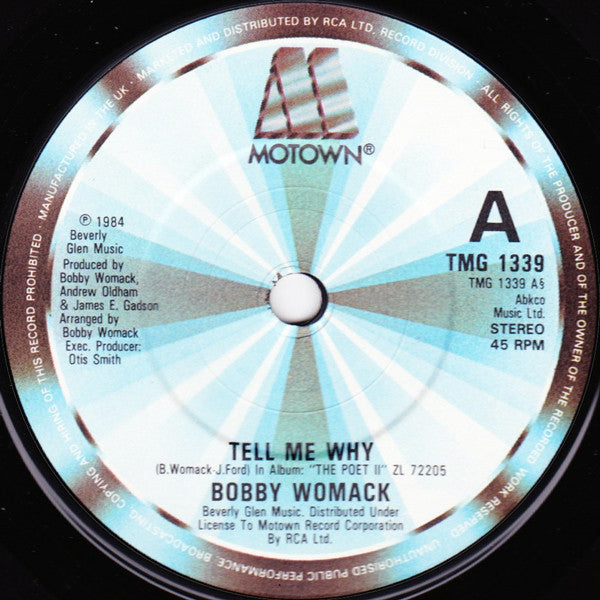 MANUFACTURED IN THE UK · MARKETED AND DISTRIBUTED BY RCA LTD. RECORD DIVISION · ALL RIGHTS OF THE PRODUCER AND OF THE OWNER OF THE RECORDED WORK RESERVED · UNAUTHORISED PUBLIC PERFORMANCE, BROADCASTING, COPYING AND HIRING OF THIS RECORD PROHIBITED ·
M
MOTOWN®
℗ 1984
Beverly
Glen Music
Produced by
Bobby Womack,
Andrew Oldham
& James E. Gadson
Arranged by
Bobby Womack
Exec. Producer:
Otis Smith
A
TMG 1339
TMG 1339 A§
Abkco
Music Ltd.
STEREO
45 RPM
TELL ME WHY
(B.Womack-J.Ford) In Album: "THE POET II" ZL 72205
BOBBY WOMACK
Beverly Glen Music. Distributed Under
License To Motown Record Corporation
By RCA Ltd.